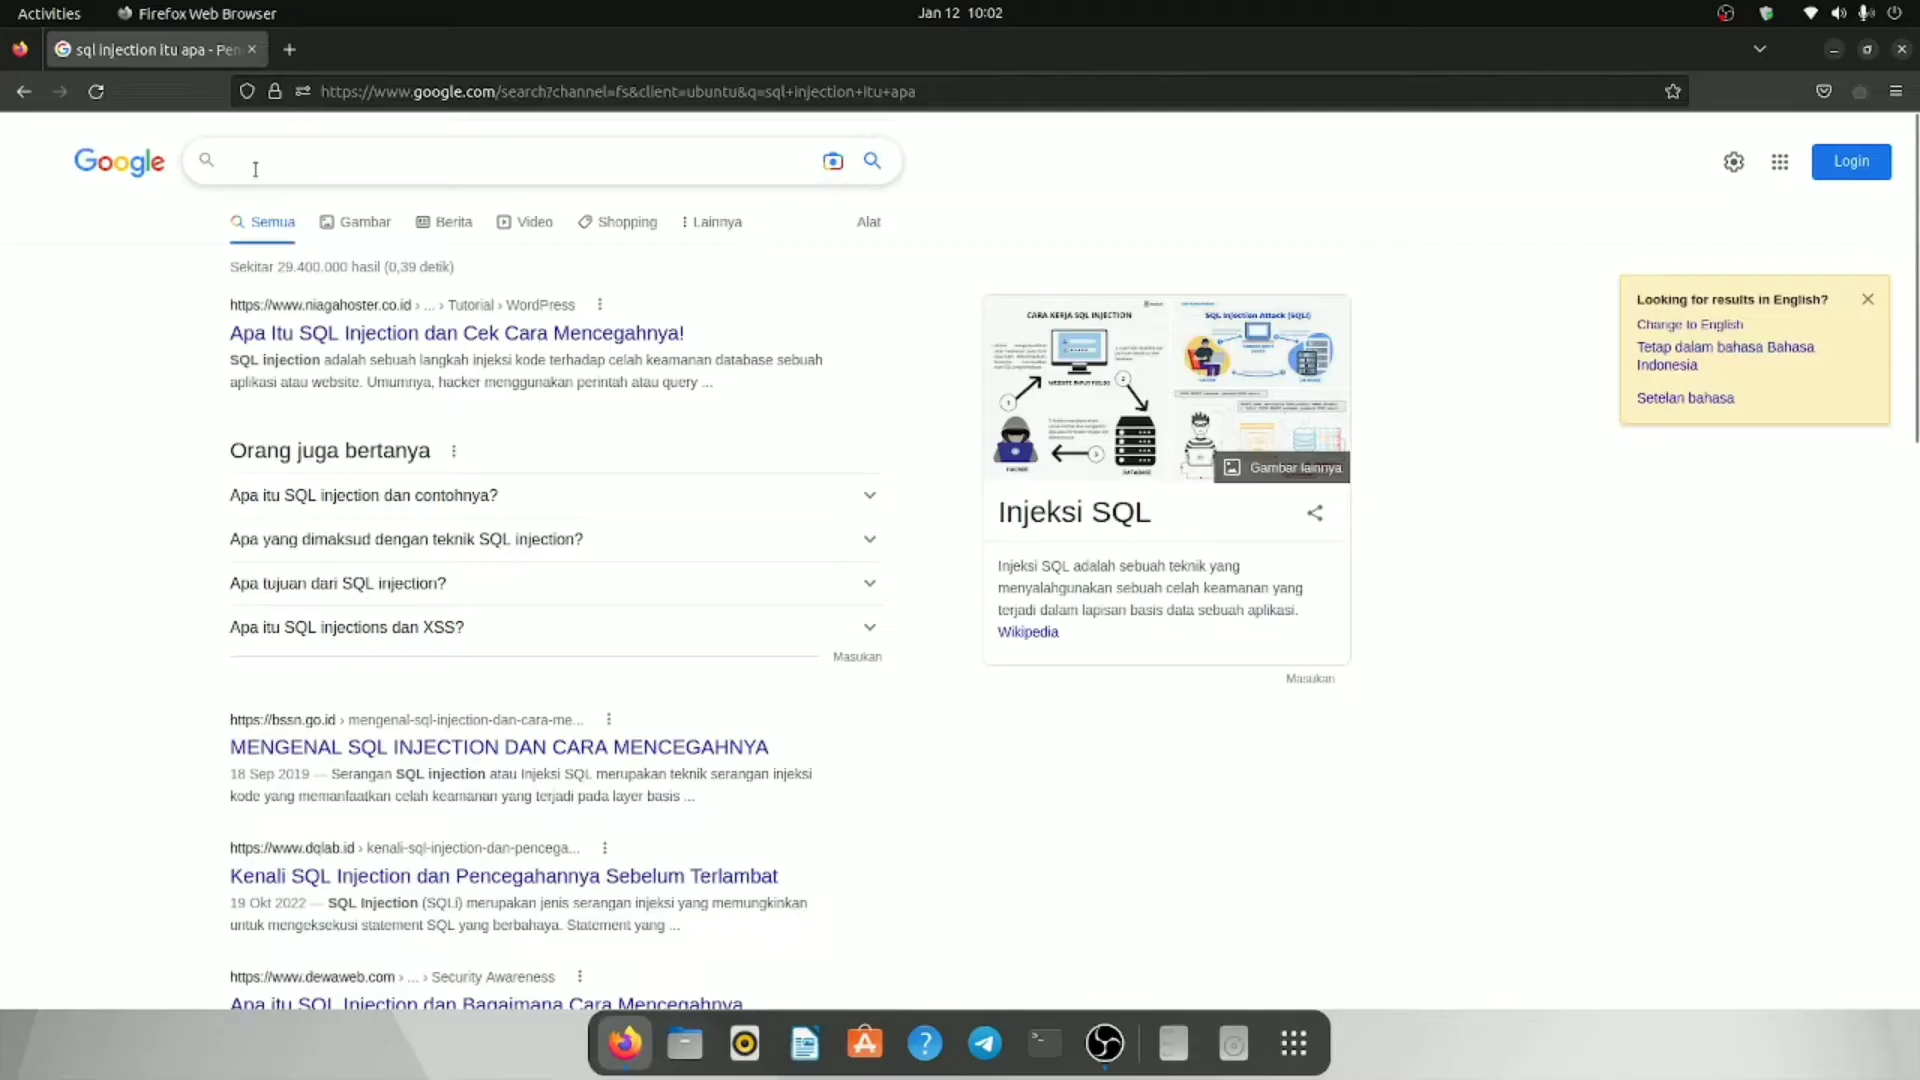 Activities
Firefox Web Browser
Jan 12 10:02
sql injection itu apa - Pen
https://www.google.com/search?channel=fs&client=ubuntu&q=sql+injection+itu+apa
Google
Login
Semua
Gambar
Berita
Video
Shopping
Lainnya
Alat
Sekitar 29.400.000 hasil (0,39 detik)
https://www.niagahoster.co.id › ... › Tutorial › WordPress
Apa Itu SQL Injection dan Cek Cara Mencegahnya!
SQL injection adalah sebuah langkah injeksi kode terhadap celah keamanan database sebuah
aplikasi atau website. Umumnya, hacker menggunakan perintah atau query ...
Orang juga bertanya
Apa itu SQL injection dan contohnya?
Apa yang dimaksud dengan teknik SQL injection?
Apa tujuan dari SQL injection?
Apa itu SQL injections dan XSS?
Masukan
https://bssn.go.id › mengenal-sql-injection-dan-cara-me...
MENGENAL SQL INJECTION DAN CARA MENCEGAHNYA
18 Sep 2019 — Serangan SQL injection atau Injeksi SQL merupakan teknik serangan injeksi
kode yang memanfaatkan celah keamanan yang terjadi pada layer basis ...
https://www.dqlab.id › kenali-sql-injection-dan-pencega...
Kenali SQL Injection dan Pencegahannya Sebelum Terlambat
19 Okt 2022 — SQL Injection (SQLi) merupakan jenis serangan injeksi yang memungkinkan
untuk mengeksekusi statement SQL yang berbahaya. Statement yang ...
https://www.dewaweb.com › ... › Security Awareness
Apa itu SQL Injection dan Bagaimana Cara Mencegahnya
CARA KERJA SQL INJECTION
WEBSITE INPUT FIELDS
1
2
3
HACKER
DATABASE
SQL Injection Attack (SQLI)
Gambar lainnya
Injeksi SQL
Injeksi SQL adalah sebuah teknik yang
menyalahgunakan sebuah celah keamanan yang
terjadi dalam lapisan basis data sebuah aplikasi.
Wikipedia
Masukan
Looking for results in English?
Change to English
Tetap dalam bahasa Bahasa
Indonesia
Setelan bahasa